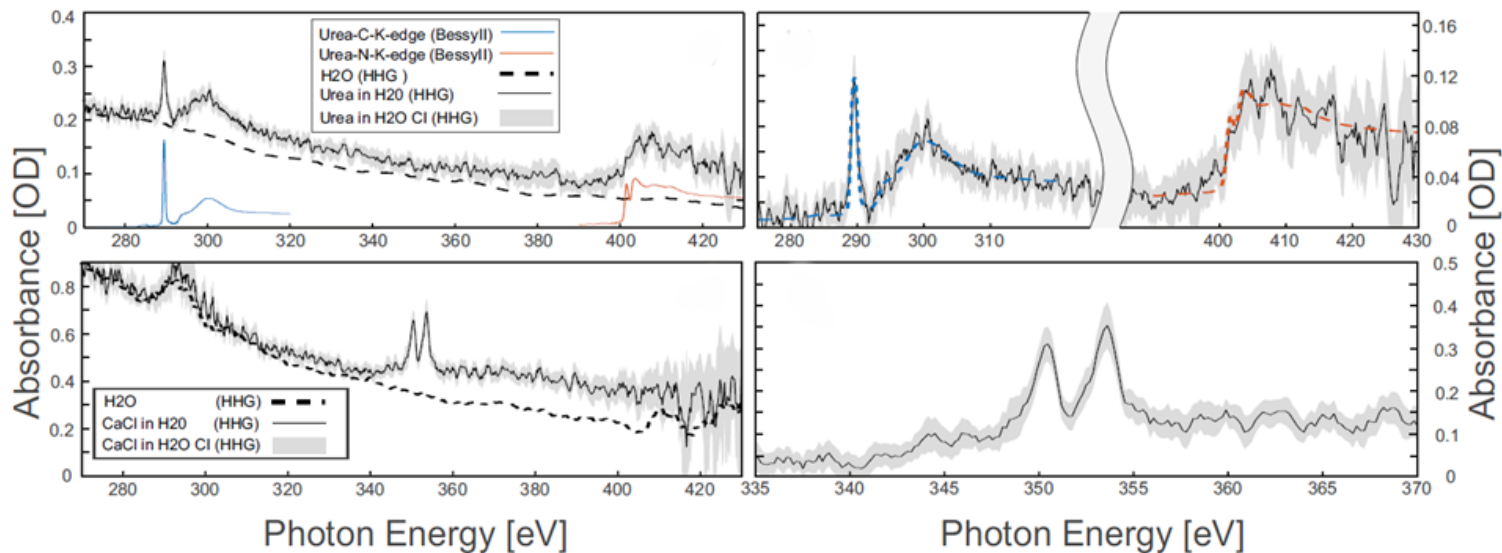 0.4
0.3
0.2
0.1
0
Urea-C-K-edge (BessyII)
Urea-N-K-edge (BessyII)
H2O (HHG )
Urea in H20 (HHG)
Urea in H2O CI (HHG)
280 300 320 340 360 380 400 420
0.16
0.12
0.08
0.04
0
280 290 300 310 400 410 420 430
Absorbance [OD]
Absorbance [OD]
0.8
0.6
0.4
0.2
0
H2O (HHG)
CaCl in H20 (HHG)
CaCl in H2O CI (HHG)
270 280 300 320 340 360 380 400 420 430
0.5
0.4
0.3
0.2
0.1
0
335 340 345 350 355 360 365 370
Photon Energy [eV]
Photon Energy [eV]